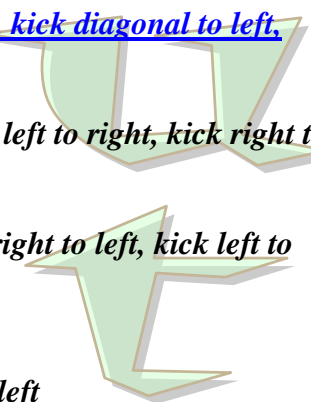 kick diagonal to left,
left to right, kick right t
right to left, kick left to
left